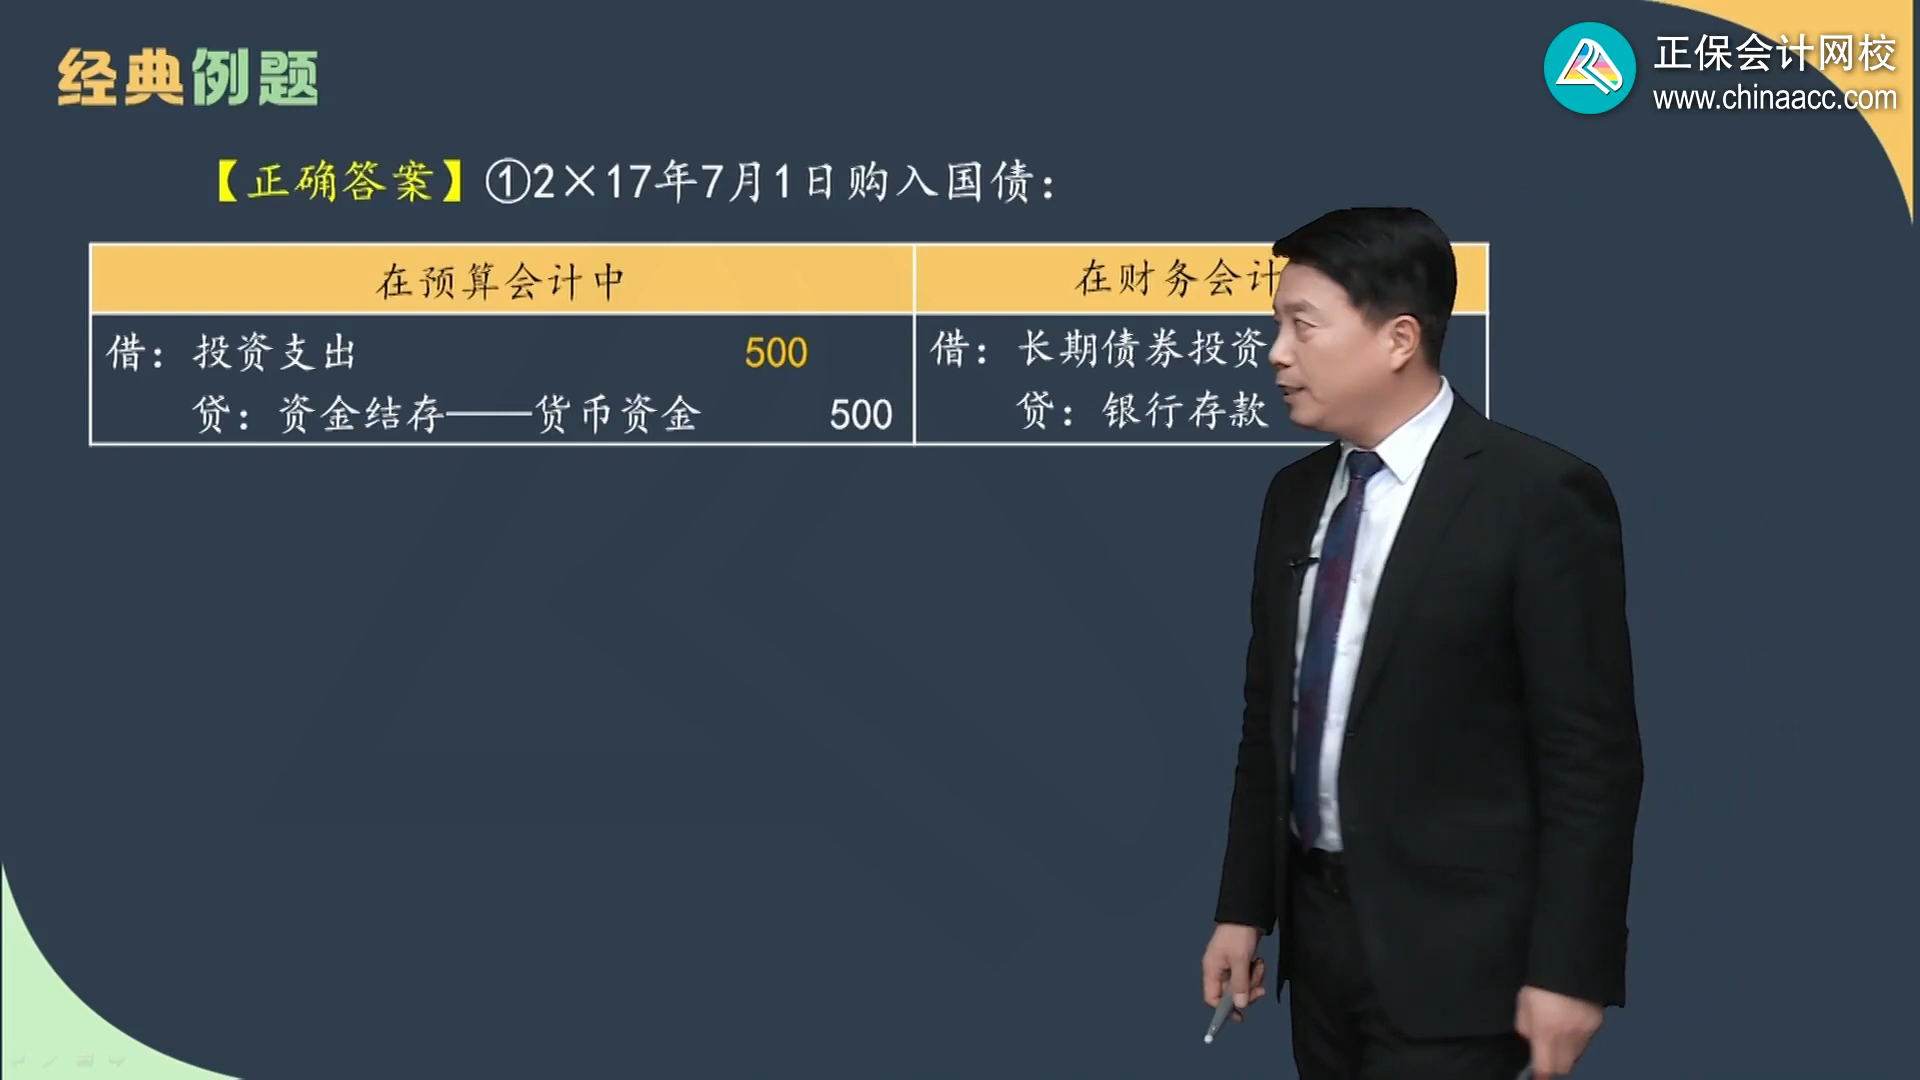 经典例题
正保会计网校
www.chinaacc.com
【正确答案】①2×17年7月1日购入国债：
在预算会计中
在财务会计
借：投资支出 500
贷：资金结存——货币资金 500
借：长期债券投资
贷：银行存款